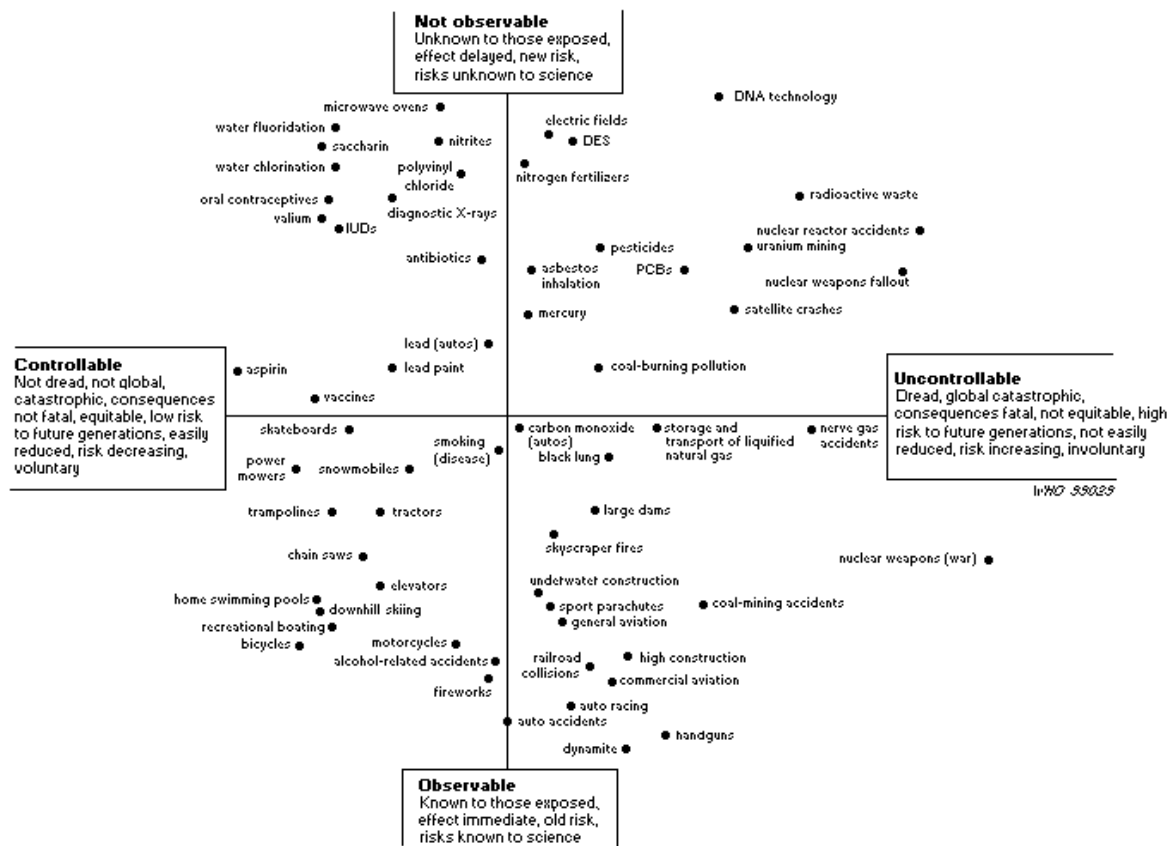 Not observable
Unknown to those exposed,
effect delayed, new risk,
risks unknown to science
DNA technology
microwave ovens
electric fields
water fluoridation
nitrites
DES
saccharin
water chlorination
polyvinyl
chloride
nitrogen fertilizers
oral contraceptives
diagnostic X-rays
radioactive waste
valium
IUDs
nuclear reactor accidents
pesticides
uranium mining
antibiotics
asbestos
inhalation
PCBs
nuclear weapons fallout
mercury
satellite crashes
lead (autos)
Controllable
Not dread, not global,
catastrophic, consequences
not fatal, equitable, low risk
to future generations, easily
reduced, risk decreasing,
voluntary
aspirin
lead paint
coal-burning pollution
vaccines
Uncontrollable
Dread, global catastrophic,
consequences fatal, not equitable, high
risk to future generations, not easily
reduced, risk increasing, involuntary
WHO 99029
skateboards
smoking
(disease)
carbon monoxide
(autos)
black lung
storage and
transport of liquified
natural gas
nerve gas
accidents
power
mowers
snowmobiles
trampolines
tractors
large dams
skyscraper fires
chain saws
nuclear weapons (war)
elevators
underwater construction
home swimming pools
downhill skiing
sport parachutes
coal-mining accidents
recreational boating
general aviation
bicycles
motorcycles
alcohol-related accidents
railroad
collisions
high construction
fireworks
commercial aviation
auto racing
auto accidents
handguns
dynamite
Observable
Known to those exposed,
effect immediate, old risk,
risks known to science